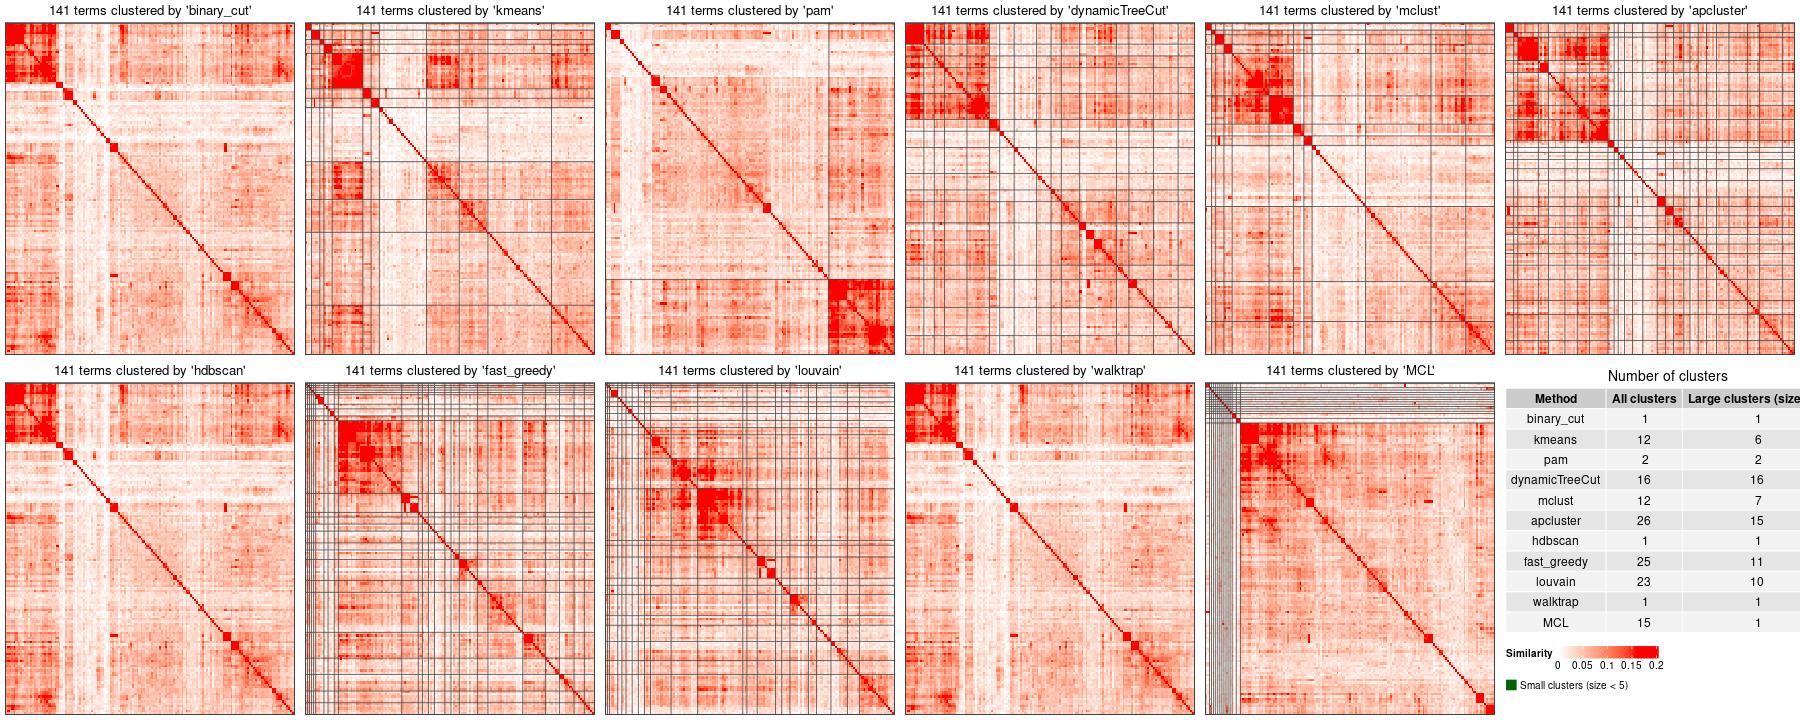 141 terms clustered by 'binary_cut'
141 terms clustered by 'kmeans'
141 terms clustered by 'pam'
141 terms clustered by 'dynamicTreeCut'
141 terms clustered by 'mclust'
141 terms clustered by 'apcluster'
141 terms clustered by 'hdbscan'
141 terms clustered by 'fast_greedy'
141 terms clustered by 'louvain'
141 terms clustered by 'walktrap'
141 terms clustered by 'MCL'
Number of clusters
Method All clusters Large clusters (size
binary_cut 1 1
kmeans 12 6
pam 2 2
dynamicTreeCut 16 16
mclust 12 7
apcluster 26 15
hdbscan 1 1
fast_greedy 25 11
louvain 23 10
walktrap 1 1
MCL 15 1
Similarity
0 0.05 0.1 0.15 0.2
Small clusters (size < 5)